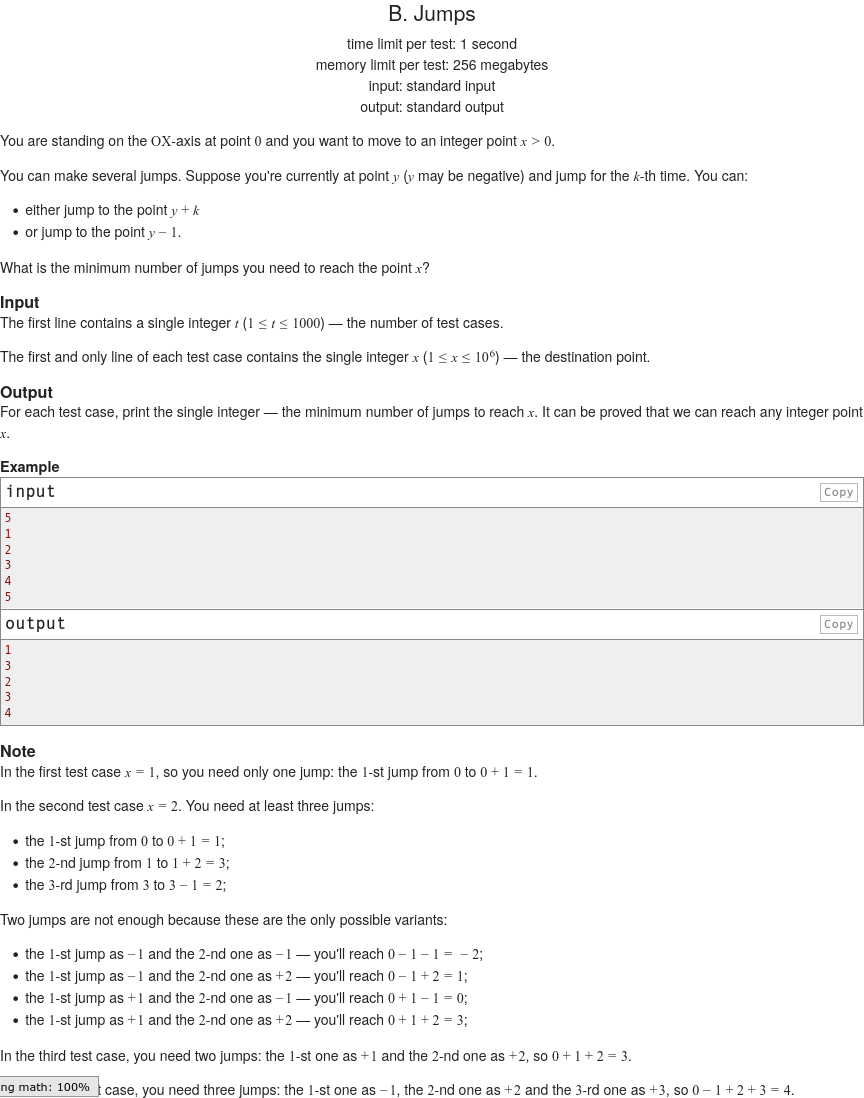 B. Jumps
time limit per test: 1 second
memory limit per test: 256 megabytes
input: standard input
output: standard output
You are standing on the OX-axis at point 0 and you want to move to an integer point x > 0.
You can make several jumps. Suppose you're currently at point y (y may be negative) and jump for the k-th time. You can:
• either jump to the point y + k
• or jump to the point y − 1.
What is the minimum number of jumps you need to reach the point x?
Input
The first line contains a single integer t (1 ≤ t ≤ 1000) — the number of test cases.
The first and only line of each test case contains the single integer x (1 ≤ x ≤ 10⁶) — the destination point.
Output
For each test case, print the single integer — the minimum number of jumps to reach x. It can be proved that we can reach any integer point
x.
Example
input
Copy
5
1
2
3
4
5
output
Copy
1
3
2
3
4
Note
In the first test case x = 1, so you need only one jump: the 1-st jump from 0 to 0 + 1 = 1.
In the second test case x = 2. You need at least three jumps:
• the 1-st jump from 0 to 0 + 1 = 1;
• the 2-nd jump from 1 to 1 + 2 = 3;
• the 3-rd jump from 3 to 3 − 1 = 2;
Two jumps are not enough because these are the only possible variants:
• the 1-st jump as −1 and the 2-nd one as −1 — you'll reach 0 − 1 − 1 = − 2;
• the 1-st jump as −1 and the 2-nd one as +2 — you'll reach 0 − 1 + 2 = 1;
• the 1-st jump as +1 and the 2-nd one as −1 — you'll reach 0 + 1 − 1 = 0;
• the 1-st jump as +1 and the 2-nd one as +2 — you'll reach 0 + 1 + 2 = 3;
In the third test case, you need two jumps: the 1-st one as +1 and the 2-nd one as +2, so 0 + 1 + 2 = 3.
ng math: 100% t case, you need three jumps: the 1-st one as −1, the 2-nd one as +2 and the 3-rd one as +3, so 0 − 1 + 2 + 3 = 4.